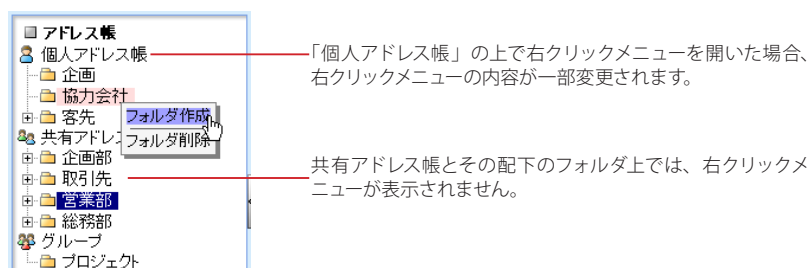 アドレス帳
個人アドレス帳
企画
協力会社
客先
フォルダ作成
フォルダ削除
共有アドレス
企画部
取引先
営業部
総務部
グループ
プロジェクト
「個人アドレス帳」の上で右クリックメニューを開いた場合、
右クリックメニューの内容が一部変更されます。
共有アドレス帳とその配下のフォルダ上では、右クリックメ
ニューが表示されません。